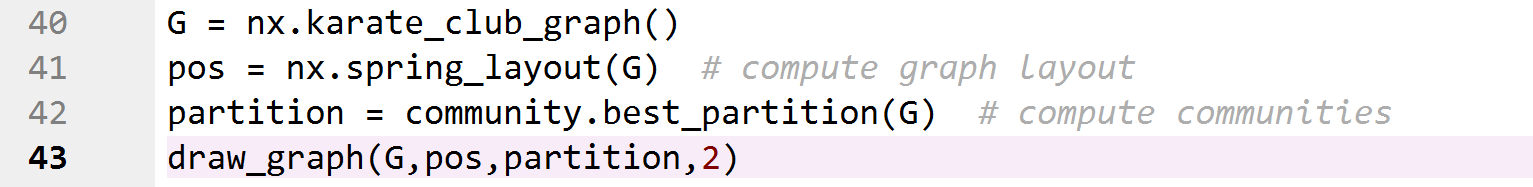 40 G = nx.karate_club_graph()
41 pos = nx.spring_layout(G)  # compute graph layout
42 partition = community.best_partition(G)  # compute communities
43 draw_graph(G,pos,partition,2)